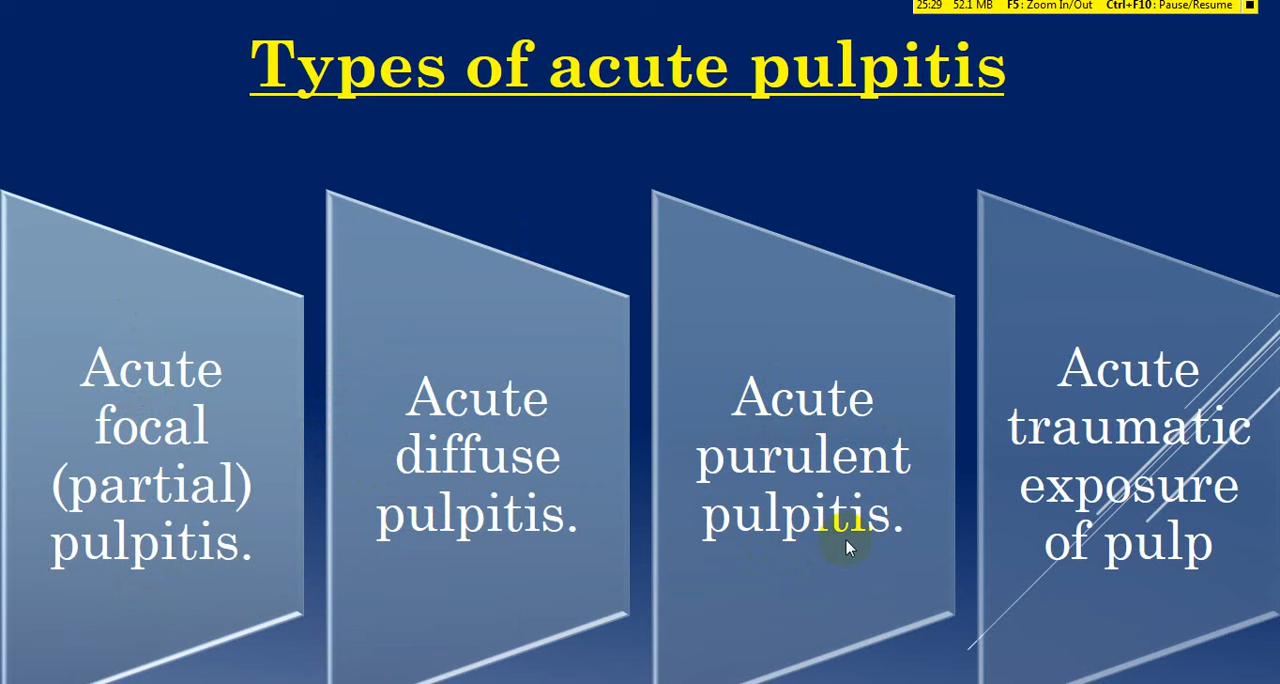 25:29 52.1 MB F5: Zoom In/Out Ctrl+F10: Pause/Resume
Types of acute pulpitis
Acute
focal
(partial)
pulpitis.
Acute
diffuse
pulpitis.
Acute
purulent
pulpitis.
Acute
traumatic
exposure
of pulp